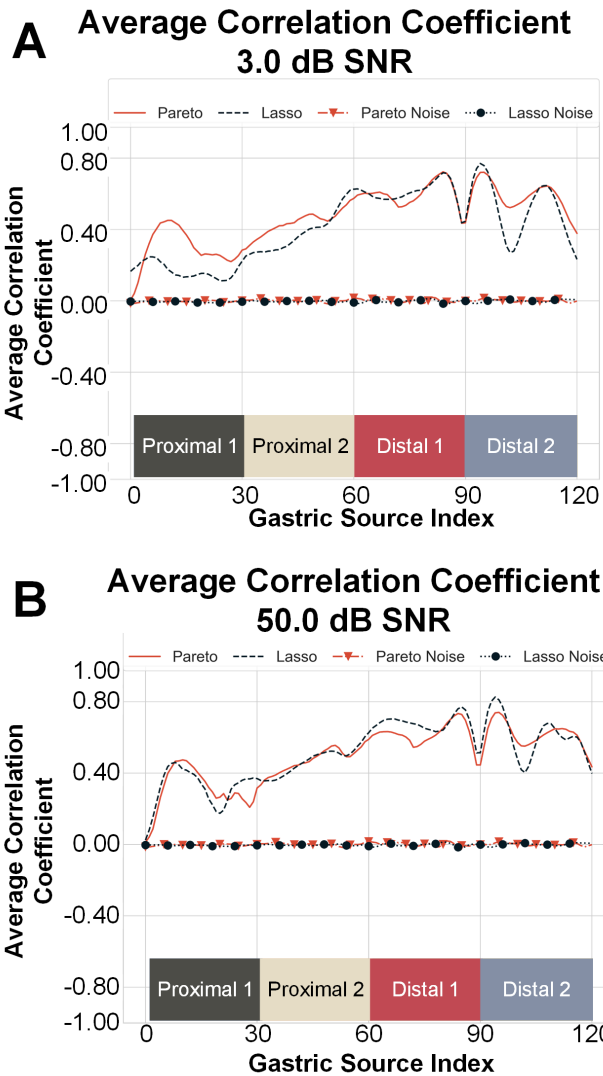 A
Average Correlation Coefficient
3.0 dB SNR
Pareto Lasso Pareto Noise Lasso Noise
1.00
0.80
0.40
0.00
-0.40
-0.80
-1.00
Average Correlation
Coefficient
Proximal 1 Proximal 2 Distal 1 Distal 2
0 30 60 90 120
Gastric Source Index
B
Average Correlation Coefficient
50.0 dB SNR
Pareto Lasso Pareto Noise Lasso Noise
1.00
0.80
0.40
0.00
-0.40
-0.80
-1.00
Average Correlation
Coefficient
Proximal 1 Proximal 2 Distal 1 Distal 2
0 30 60 90 120
Gastric Source Index